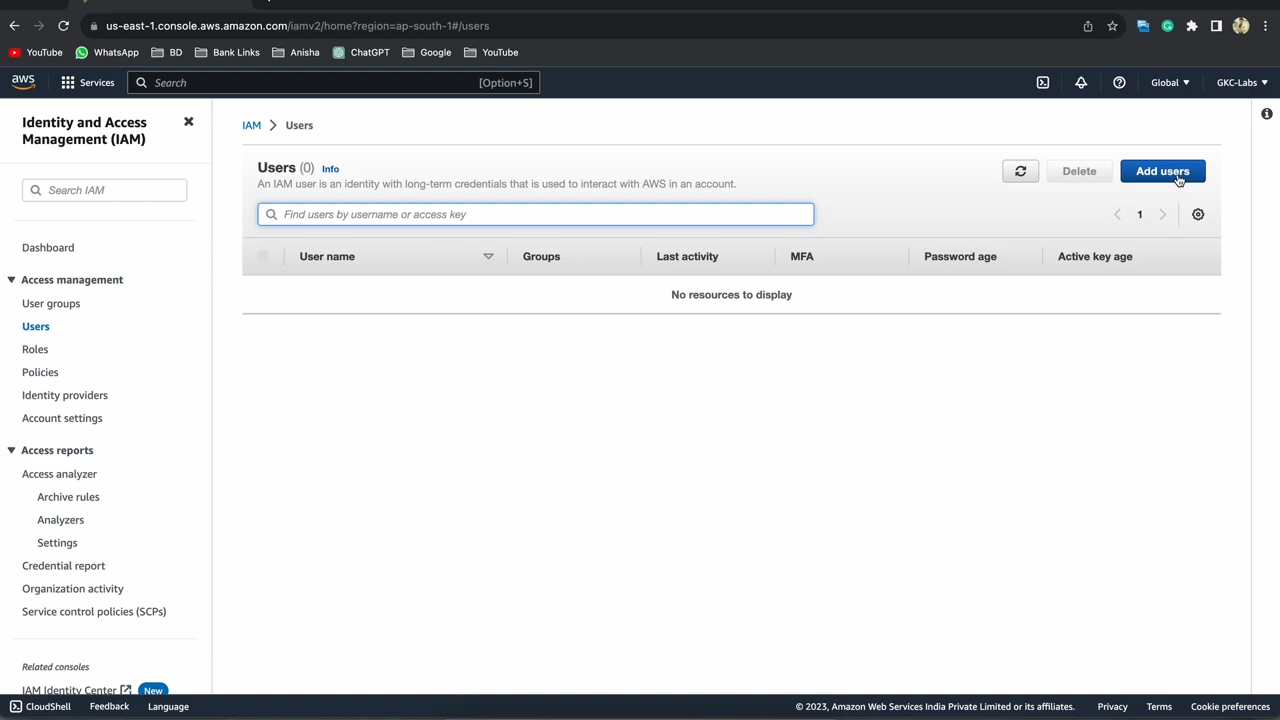 us-east-1.console.aws.amazon.com/iamv2/home?region=ap-south-1#/users
YouTube WhatsApp BD Bank Links Anisha ChatGPT Google YouTube
aws Services Search [Option+S] Global GKC-Labs
Identity and Access
Management (IAM)
Search IAM
Dashboard
Access management
User groups
Users
Roles
Policies
Identity providers
Account settings
Access reports
Access analyzer
Archive rules
Analyzers
Settings
Credential report
Organization activity
Service control policies (SCPs)
Related consoles
IAM Identity Center New
IAM > Users
Users (0) Info
An IAM user is an identity with long-term credentials that is used to interact with AWS in an account.
Delete Add users
Find users by username or access key
1
User name Groups Last activity MFA Password age Active key age
No resources to display
CloudShell Feedback Language © 2023, Amazon Web Services India Private Limited or its affiliates. Privacy Terms Cookie preferences